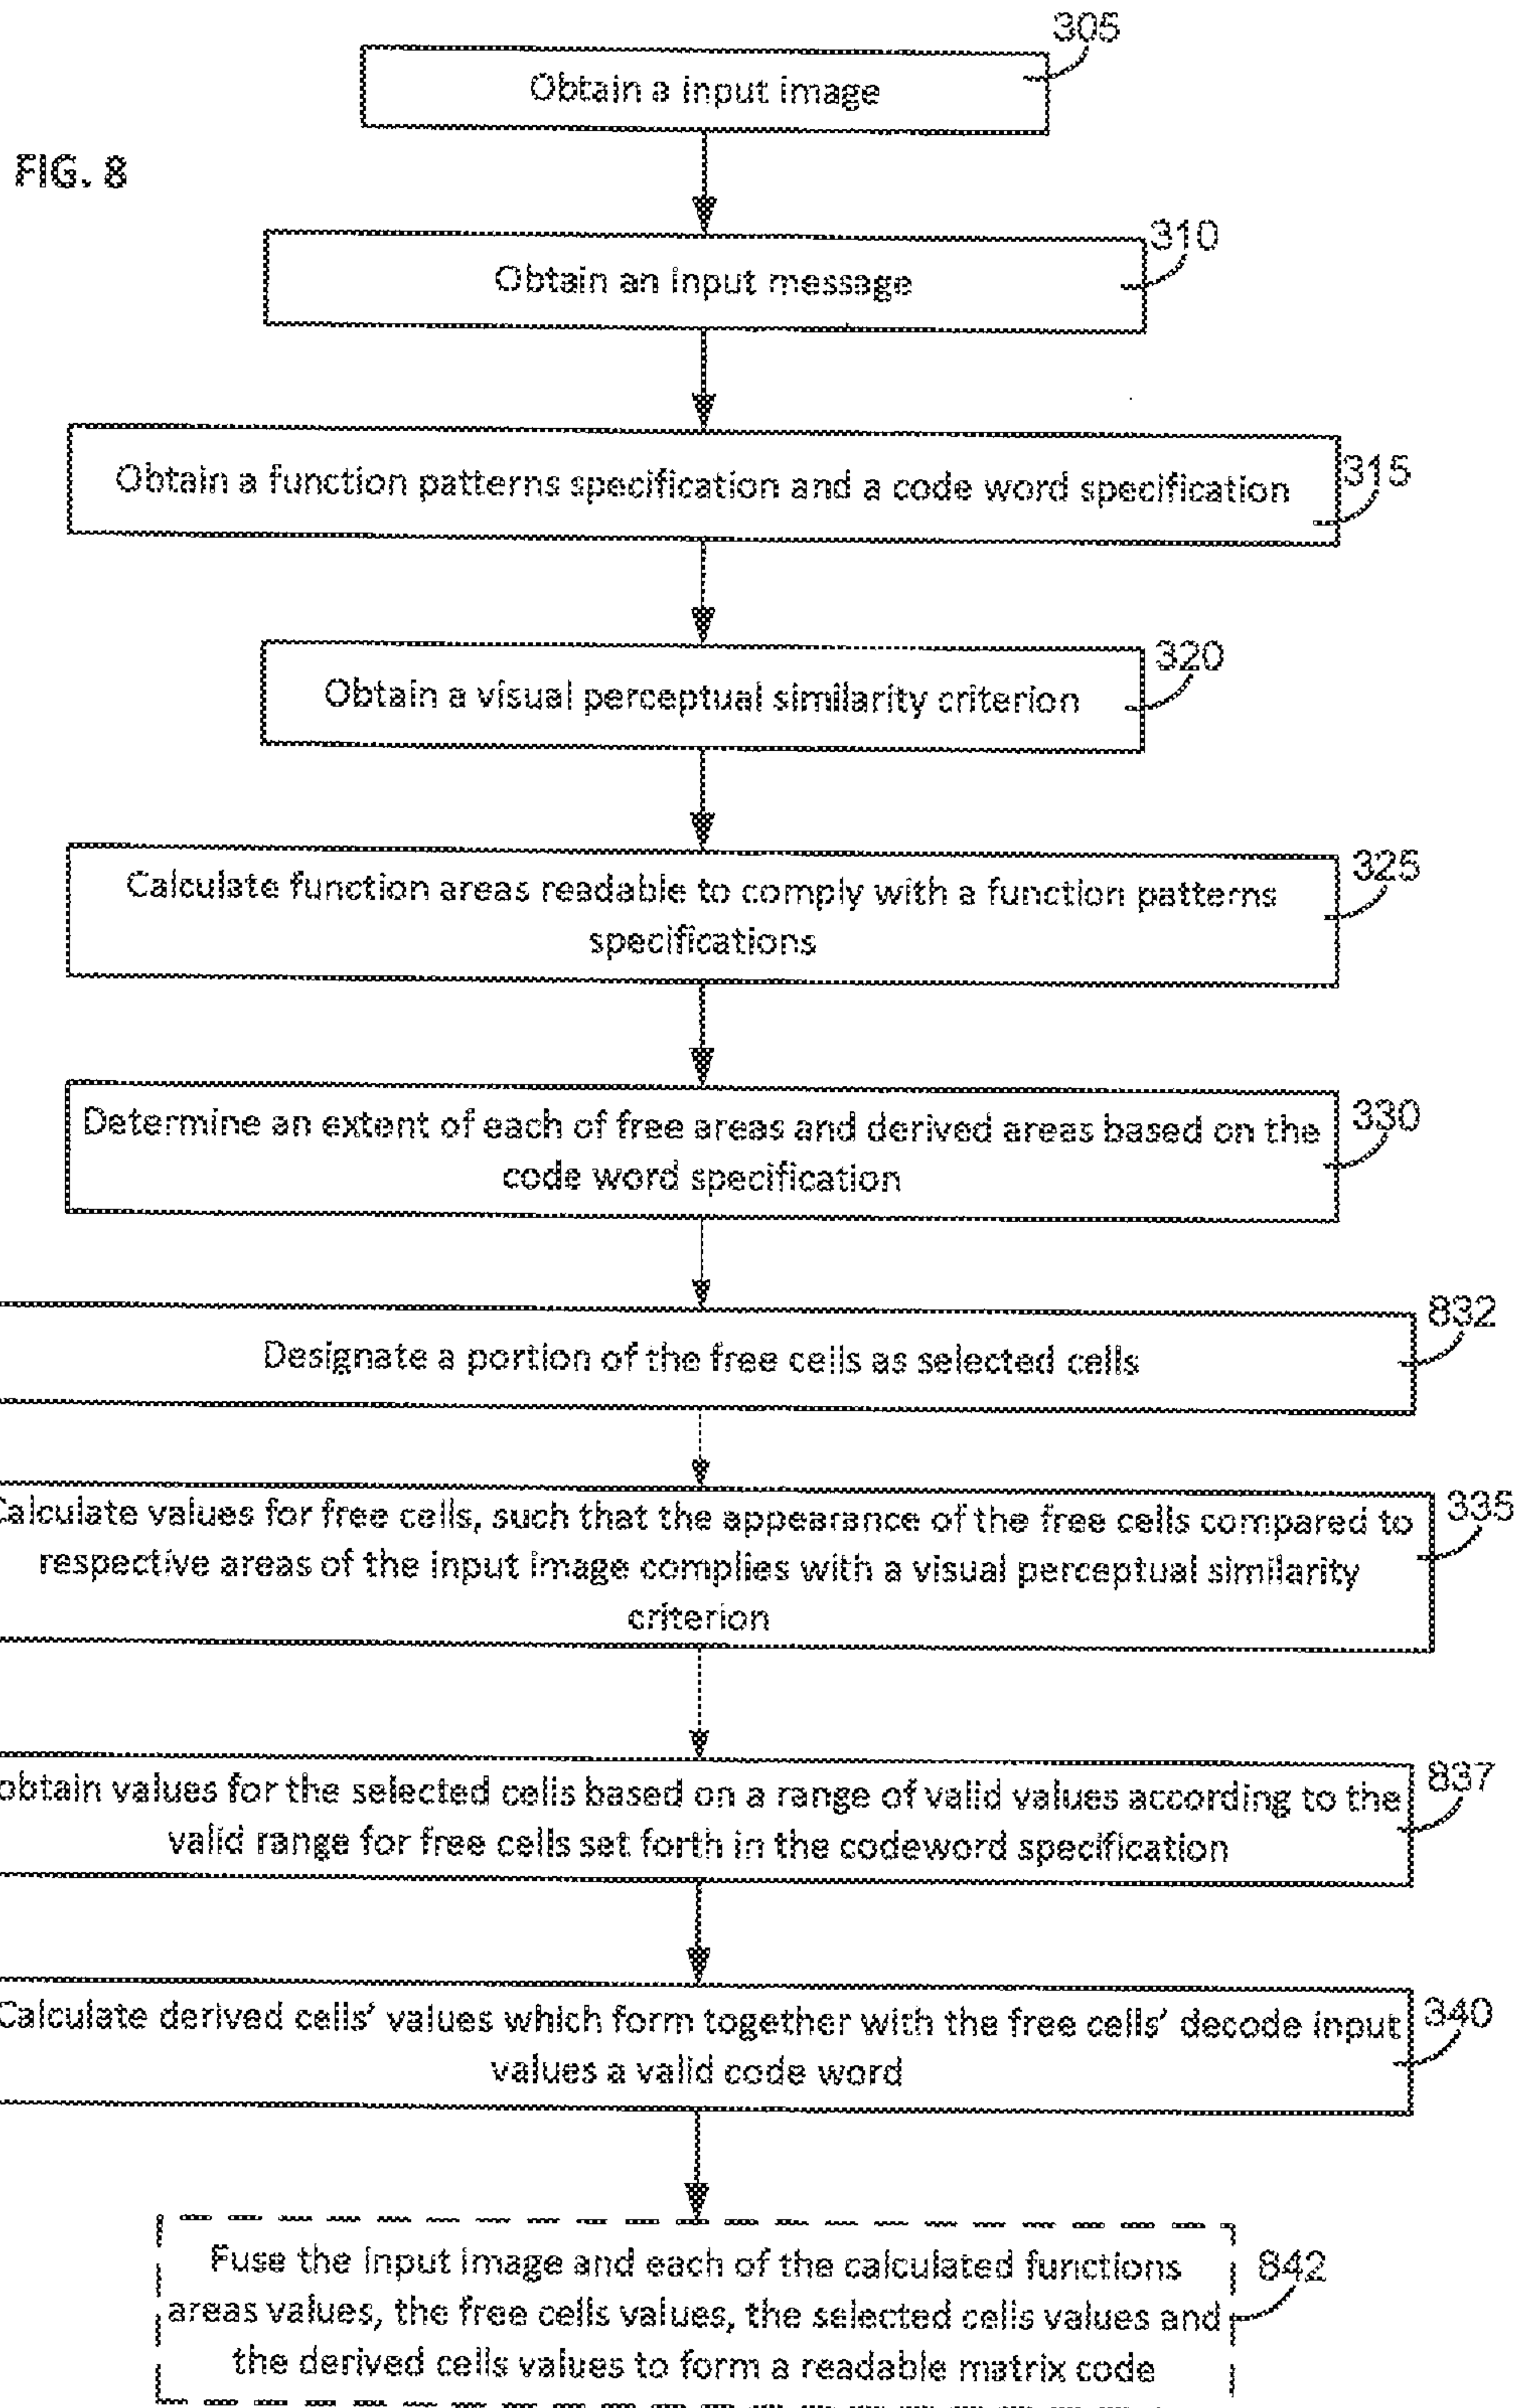 305
Obtain a input image
FIG. 8
310
Obtain an input message
315
Obtain a function patterns specification and a code word specification
320
Obtain a visual perceptual similarity criterion
325
Calculate function areas readable to comply with a function patterns
specifications
330
Determine an extent of each of free areas and derived areas based on the
code word specification
832
Designate a portion of the free cells as selected cells
335
Calculate values for free cells, such that the appearance of the free cells compared to
respective areas of the input image complies with a visual perceptual similarity
criterion
837
obtain values for the selected cells based on a range of valid values according to the
valid range for free cells set forth in the codeword specification
340
Calculate derived cells' values which form together with the free cells' decode input
values a valid code word
842
Fuse the input image and each of the calculated functions
areas values, the free cells values, the selected cells values and
the derived cells values to form a readable matrix code